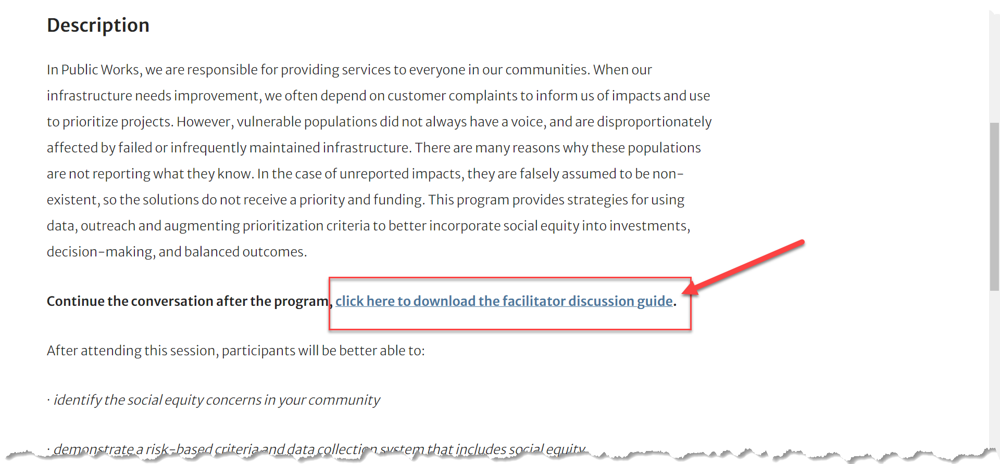 Description
In Public Works, we are responsible for providing services to everyone in our communities. When our
infrastructure needs improvement, we often depend on customer complaints to inform us of impacts and use
to prioritize projects. However, vulnerable populations did not always have a voice, and are disproportionately
affected by failed or infrequently maintained infrastructure. There are many reasons why these populations
are not reporting what they know. In the case of unreported impacts, they are falsely assumed to be non-
existent, so the solutions do not receive a priority and funding. This program provides strategies for using
data, outreach and augmenting prioritization criteria to better incorporate social equity into investments,
decision-making, and balanced outcomes.
Continue the conversation after the program, click here to download the facilitator discussion guide.
After attending this session, participants will be better able to:
· identify the social equity concerns in your community
· demonstrate a risk-based criteria and data collection system that includes social equity